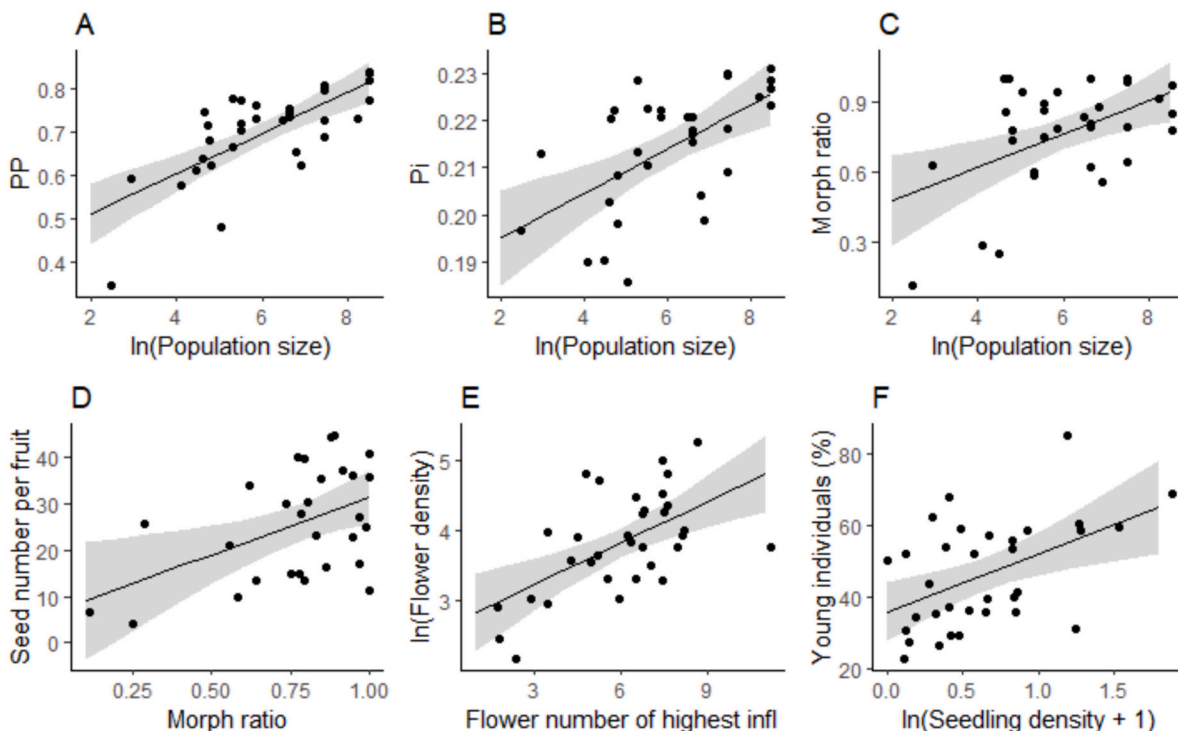 A
PP
0.8
0.7
0.6
0.5
0.4
2 4 6 8
ln(Population size)
B
Pi
0.23
0.22
0.21
0.20
0.19
2 4 6 8
ln(Population size)
C
Morph ratio
0.9
0.6
0.3
2 4 6 8
ln(Population size)
D
Seed number per fruit
40
30
20
10
0
0.25 0.50 0.75 1.00
Morph ratio
E
ln(Flower density)
5
4
3
3 6 9
Flower number of highest infl
F
Young individuals (%)
80
60
40
20
0.0 0.5 1.0 1.5
ln(Seedling density + 1)